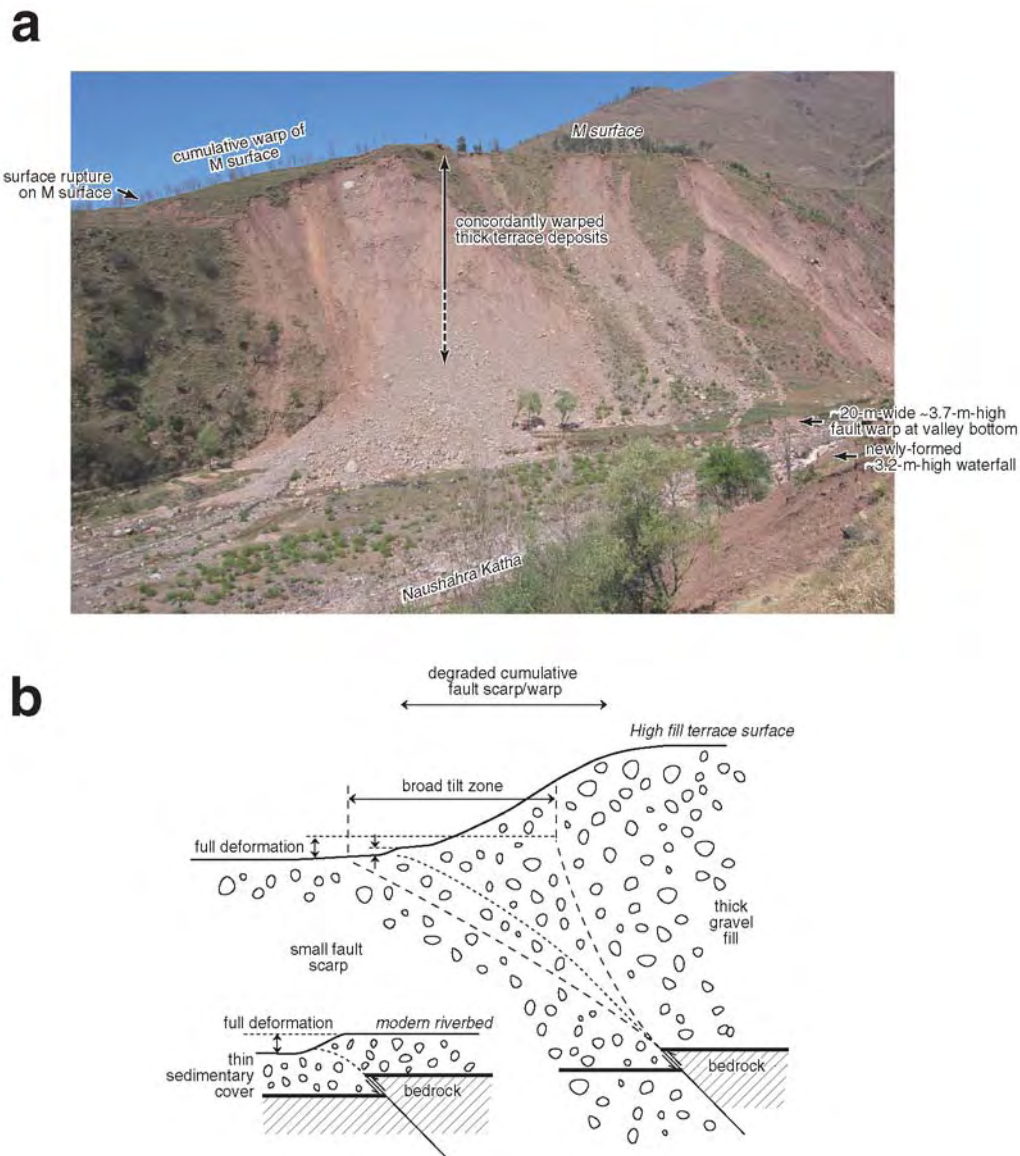 a
cumulative warp of
M surface
M surface
surface rupture
on M surface
concordantly warped
thick terrace deposits
~20-m-wide ~3.7-m-high
fault warp at valley bottom
newly-formed
~3.2-m-high waterfall
Naushahra Katha
b
degraded cumulative
fault scarp/warp
High fill terrace surface
broad tilt zone
full deformation
thick
gravel
fill
small fault
scarp
full deformation
modern riverbed
thin
sedimentary
cover
bedrock
bedrock